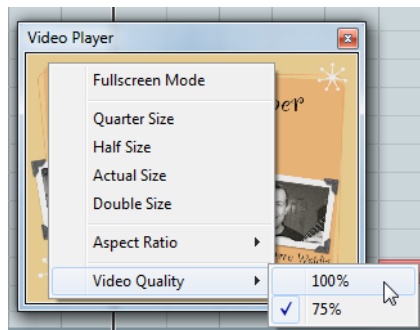 Video Player
Fullscreen Mode
Quarter Size
Half Size
Actual Size
Double Size
Aspect Ratio
Video Quality
100%
75%